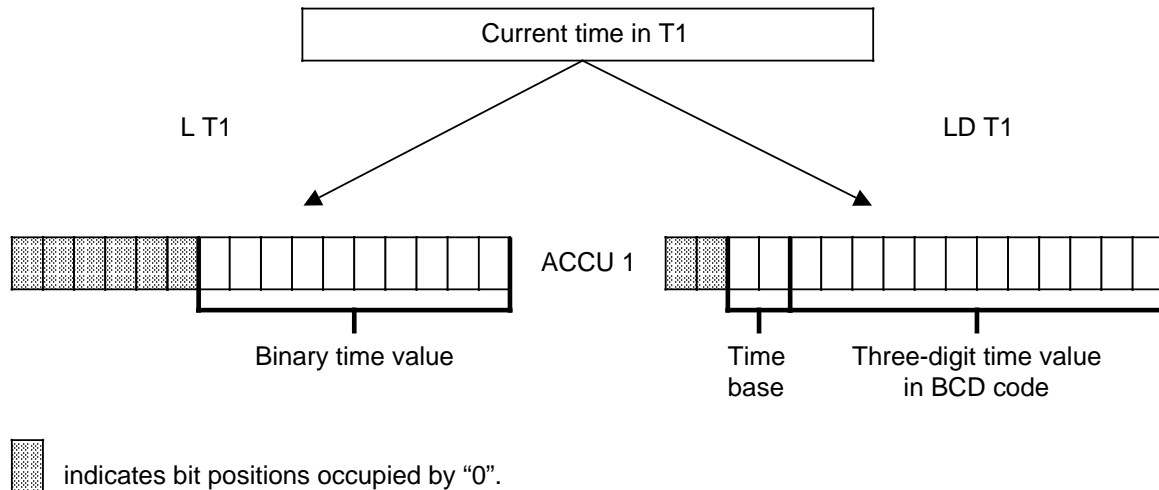 Current time in T1
L T1
LD T1
ACCU 1
Binary time value
Time
base
Three-digit time value
in BCD code
indicates bit positions occupied by “0”.